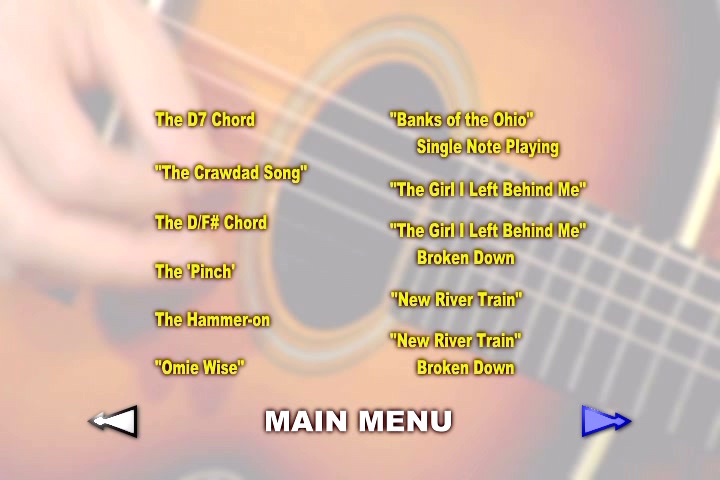 The D7 Chord
"The Crawdad Song"
The D/F# Chord
The 'Pinch'
The Hammer-on
"Omie Wise"
"Banks of the Ohio"
Single Note Playing
"The Girl I Left Behind Me"
"The Girl I Left Behind Me"
Broken Down
"New River Train"
"New River Train"
Broken Down
MAIN MENU